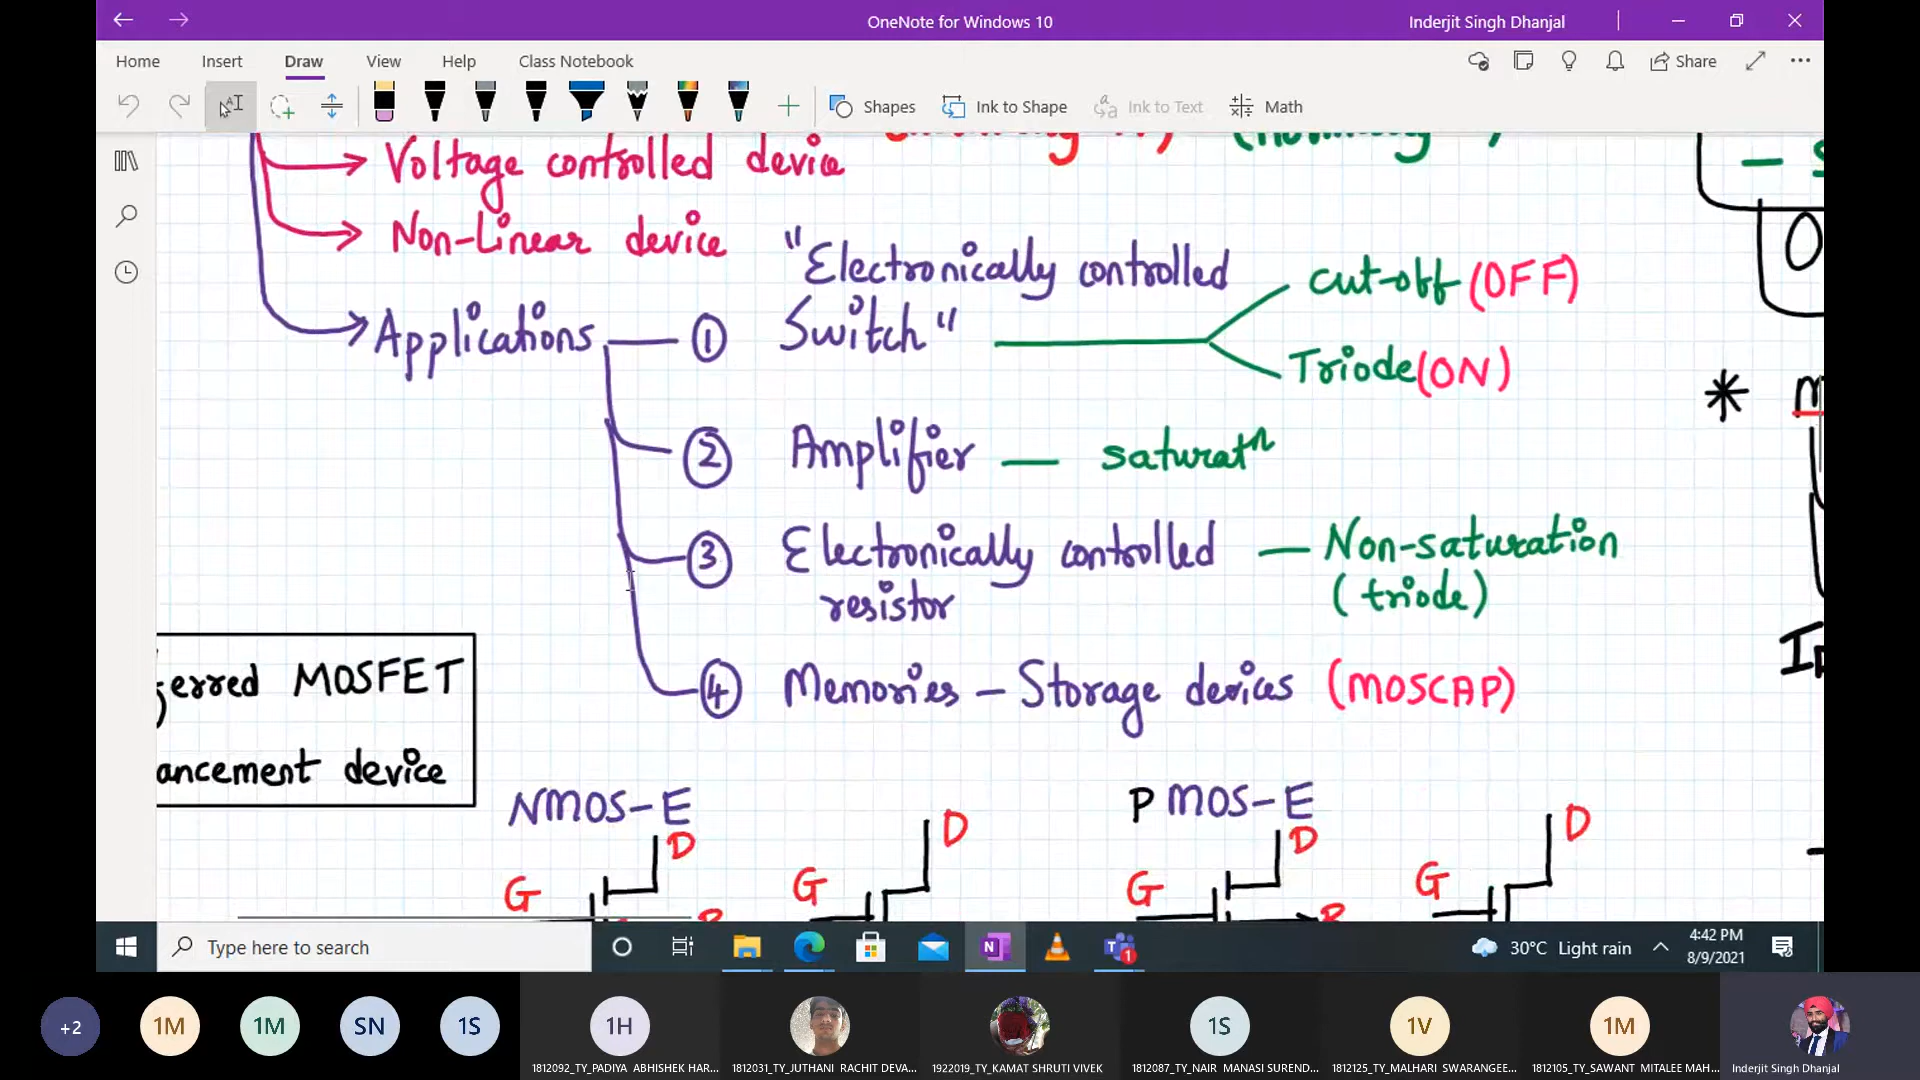 OneNote for Windows 10
Inderjit Singh Dhanjal
Home Insert Draw View Help Class Notebook
Share
Shapes Ink to Shape Ink to Text Math
Voltage controlled device
Non-Linear device
"Electronically controlled
Switch"
cut-off (OFF)
Triode (ON)
Applications
1
2 Amplifier — saturatn
3 Electronically controlled — Non-saturation
resistor (triode)
4 Memories - Storage devices (MOSCAP)
erred MOSFET
ancement device
NMOS-E
PMOS-E
D
D
D
D
G
G
G
G
Type here to search
30°C Light rain
4:42 PM
8/9/2021
+2
1M
1M
SN
1S
1H
1S
1V
1M
1812092_TY_PADIYA ABHISHEK HAR...
1812031_TY_JUTHANI RACHIT DEVA...
1922019_TY_KAMAT SHRUTI VIVEK
1812087_TY_NAIR MANASI SUREND...
1812125_TY_MALHARI SWARANGEE...
1812105_TY_SAWANT MITALEE MAH...
Inderjit Singh Dhanjal